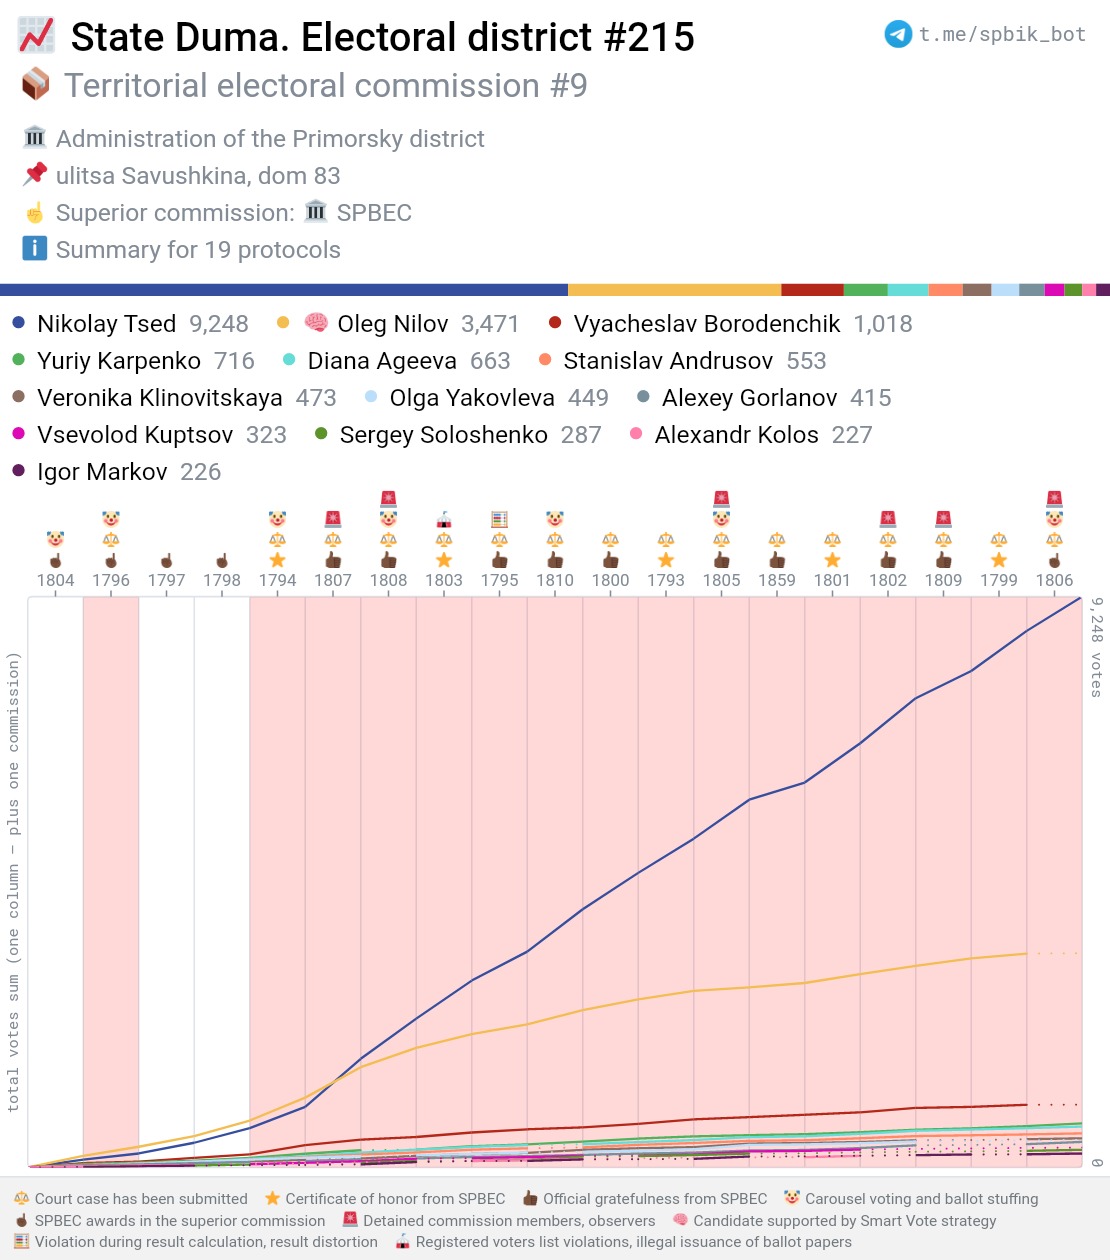 State Duma. Electoral district #215
t.me/spbik_bot
Territorial electoral commission #9
Administration of the Primorsky district
ulitsa Savushkina, dom 83
Superior commission: SPBEC
Summary for 19 protocols
Nikolay Tsed 9,248 Oleg Nilov 3,471 Vyacheslav Borodenchik 1,018
Yuriy Karpenko 716 Diana Ageeva 663 Stanislav Andrusov 553
Veronika Klinovitskaya 473 Olga Yakovleva 449 Alexey Gorlanov 415
Vsevolod Kuptsov 323 Sergey Soloshenko 287 Alexandr Kolos 227
Igor Markov 226
1804 1796 1797 1798 1794 1807 1808 1803 1795 1810 1800 1793 1805 1859 1801 1802 1809 1799 1806
total votes sum (one column – plus one commission)
9,248 votes
0
Court case has been submitted Certificate of honor from SPBEC Official gratefulness from SPBEC Carousel voting and ballot stuffing
SPBEC awards in the superior commission Detained commission members, observers Candidate supported by Smart Vote strategy
Violation during result calculation, result distortion Registered voters list violations, illegal issuance of ballot papers